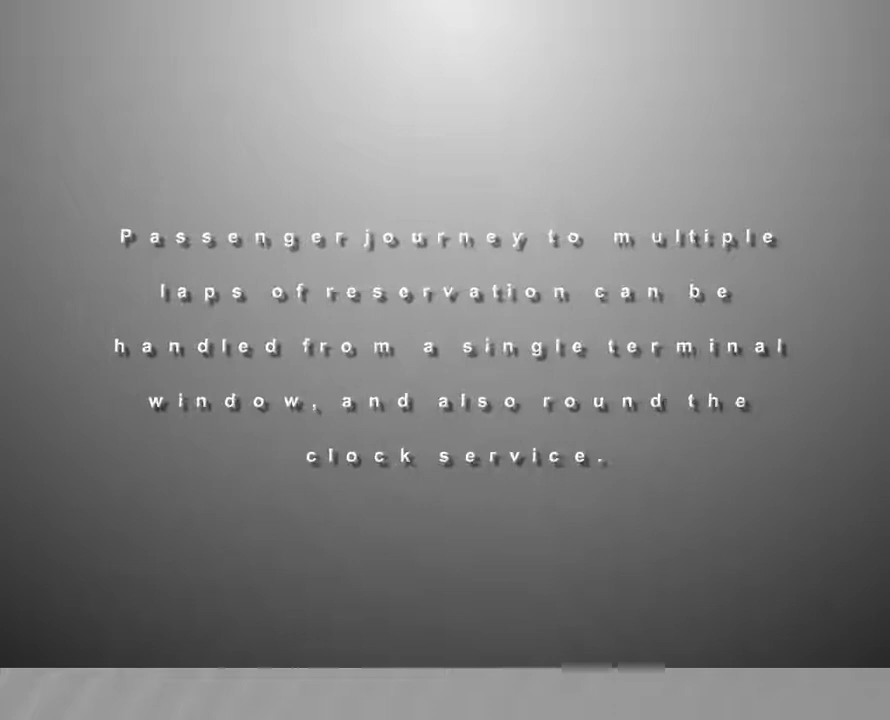 Passenger journey to multiple
laps of reservation can be
handled from a single terminal
window, and also round the
clock service.